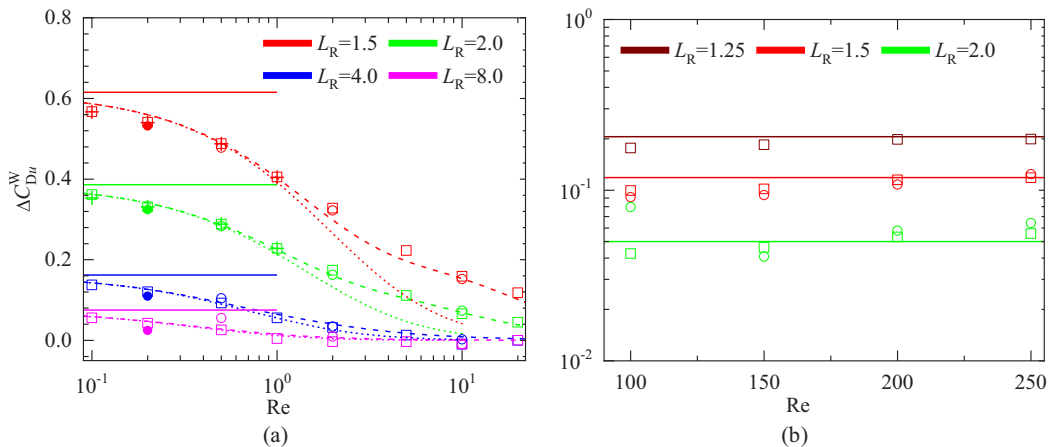 0.8
0.6
0.4
0.2
0.0
ΔC_{Du}^{W}
L_R=1.5 L_R=2.0
L_R=4.0 L_R=8.0
10^{-1} 10^{0} 10^{1}
Re
(a)
10^{0}
10^{-1}
10^{-2}
L_R=1.25 L_R=1.5 L_R=2.0
100 150 200 250
Re
(b)